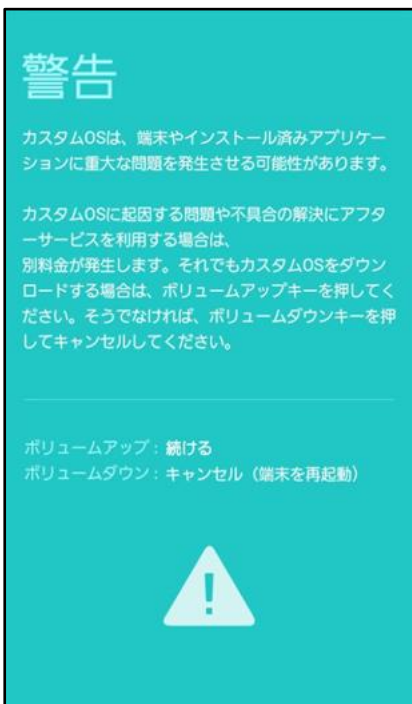 警告
カスタムOSは、端末やインストール済みアプリケー
ションに重大な問題を発生させる可能性があります。
カスタムOSに起因する問題や不具合の解決にアフタ
ーサービスを利用する場合は、
別料金が発生します。それでもカスタムOSをダウン
ロードする場合は、ボリュームアップキーを押してく
ださい。そうでなければ、ボリュームダウンキーを押
してキャンセルしてください。
ボリュームアップ : 続ける
ボリュームダウン : キャンセル（端末を再起動）